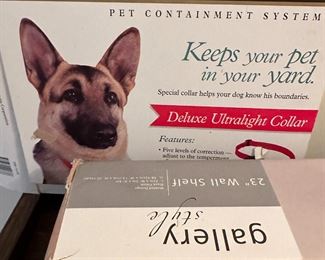 PET CONTAINMENT SYSTEM
Keeps your pet
in your yard.
Special collar helps your dog know his boundaries.
Deluxe Ultralight Collar
Features:
• Five levels of correction —
adjust to the temperament
23" Wall Shelf
gallery
style